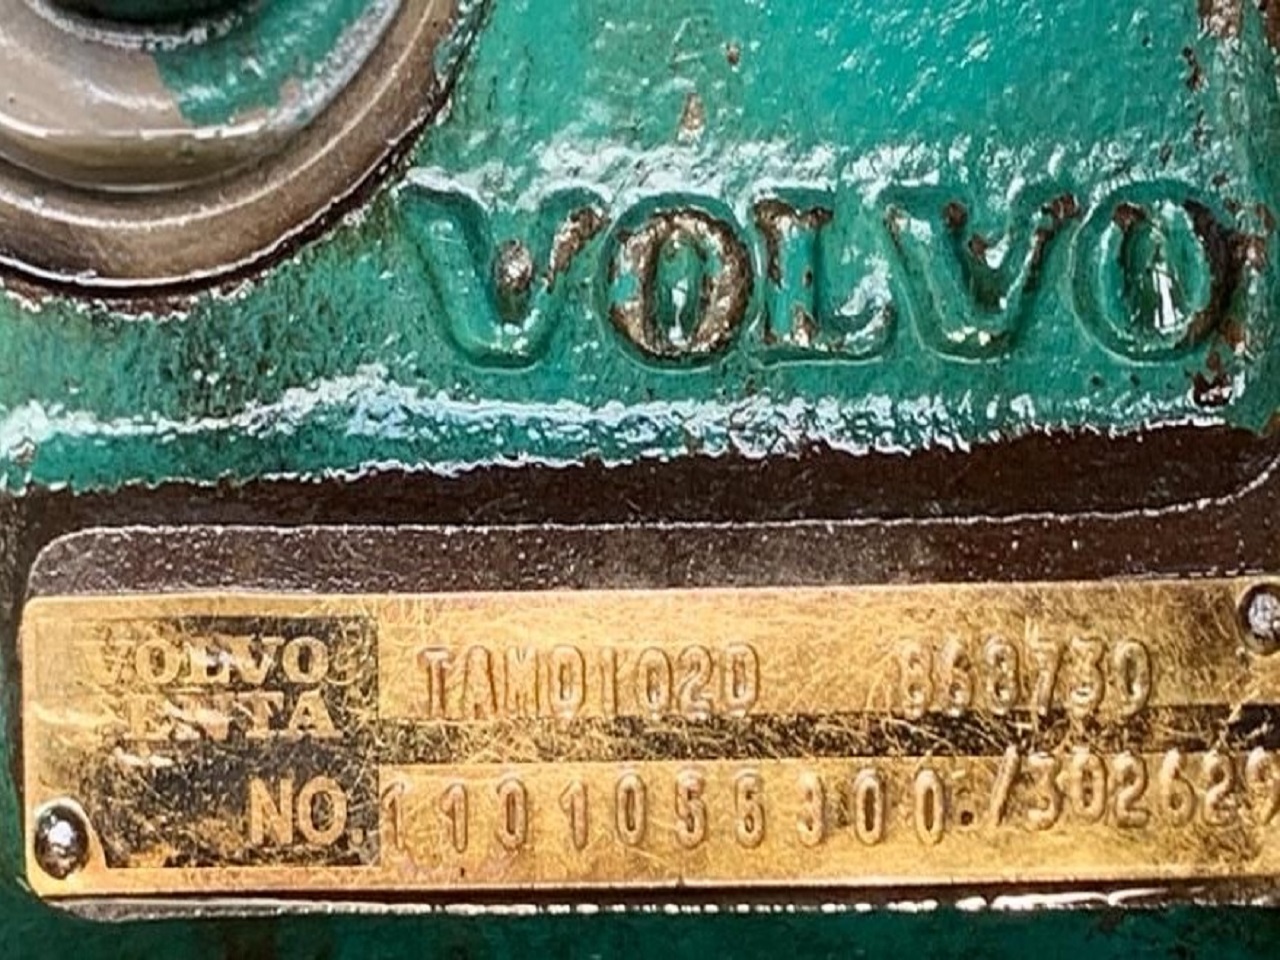 VOLVO
VOLVO
PENTA
TAMD102D 868730
NO. 1101056300./302629